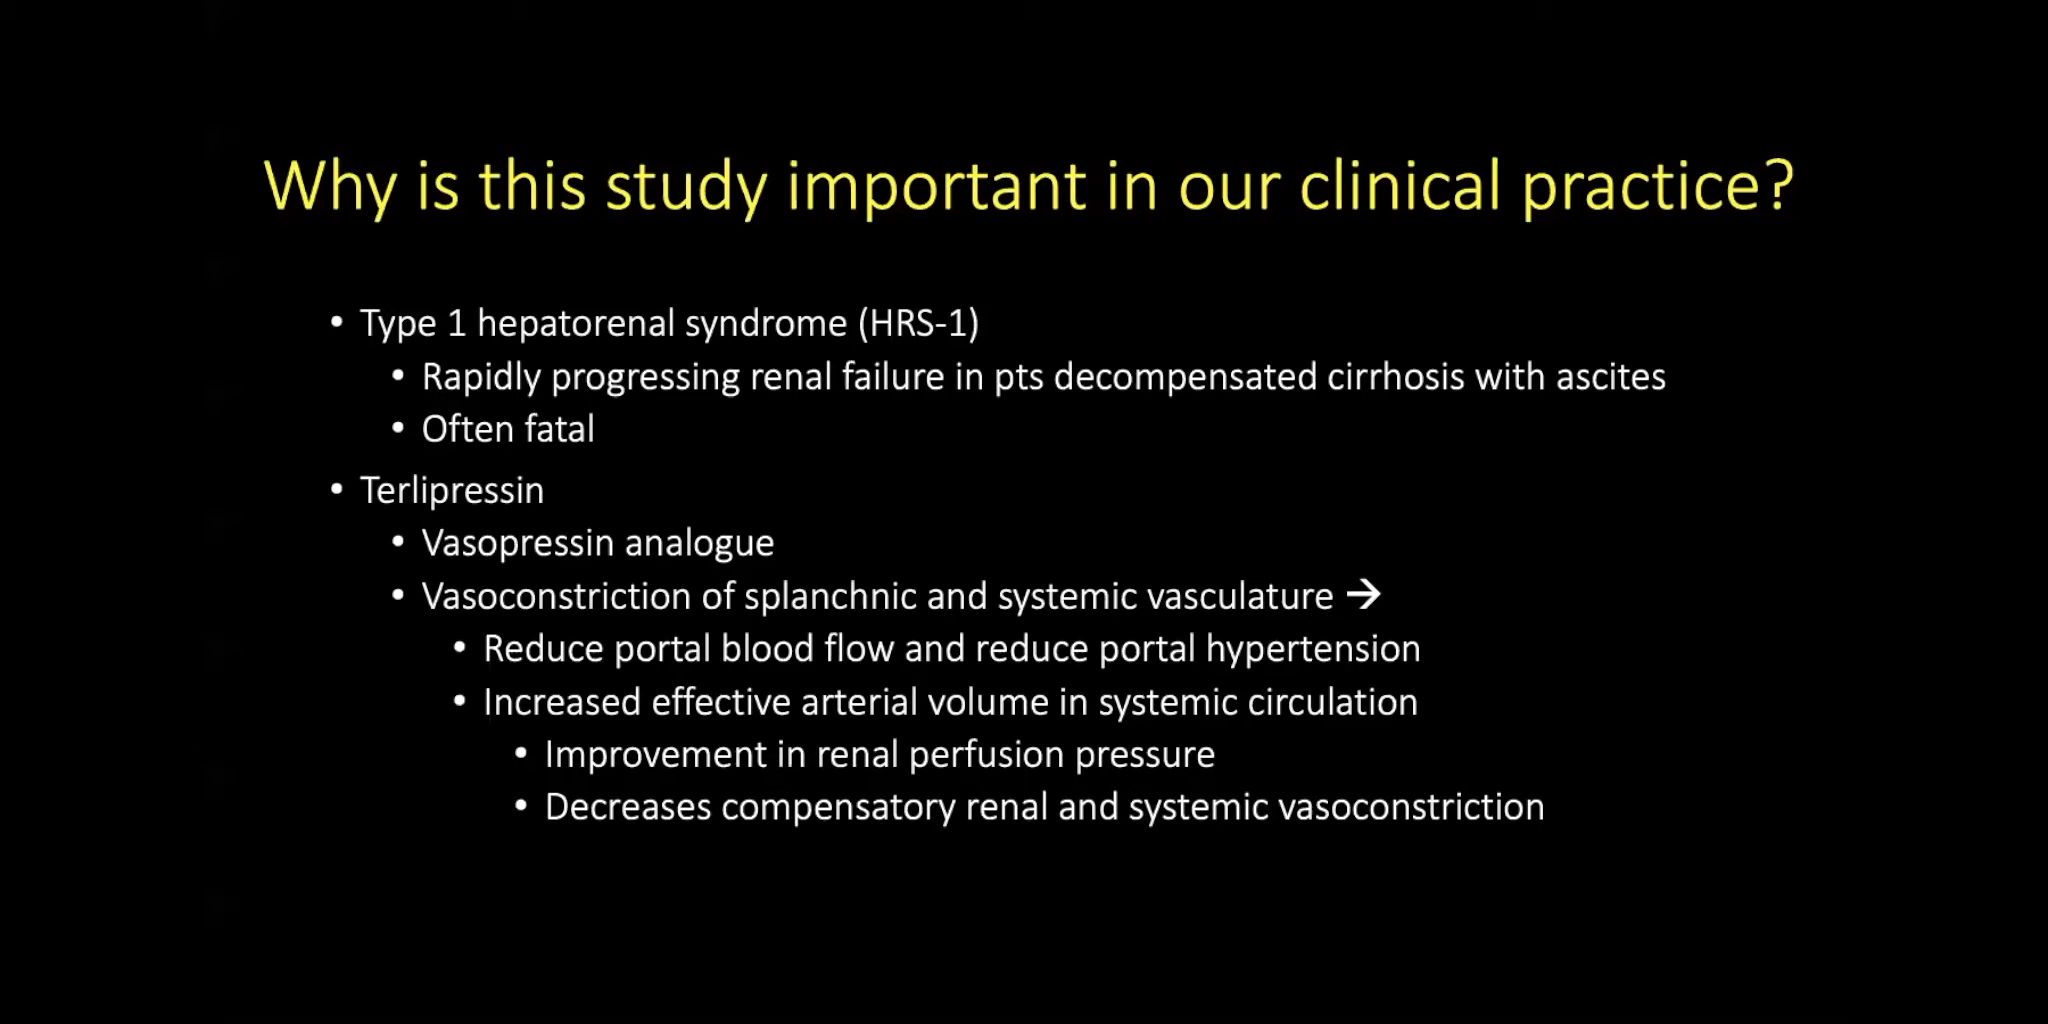 Why is this study important in our clinical practice?
• Type 1 hepatorenal syndrome (HRS-1)
• Rapidly progressing renal failure in pts decompensated cirrhosis with ascites
• Often fatal
• Terlipressin
• Vasopressin analogue
• Vasoconstriction of splanchnic and systemic vasculature →
• Reduce portal blood flow and reduce portal hypertension
• Increased effective arterial volume in systemic circulation
• Improvement in renal perfusion pressure
• Decreases compensatory renal and systemic vasoconstriction